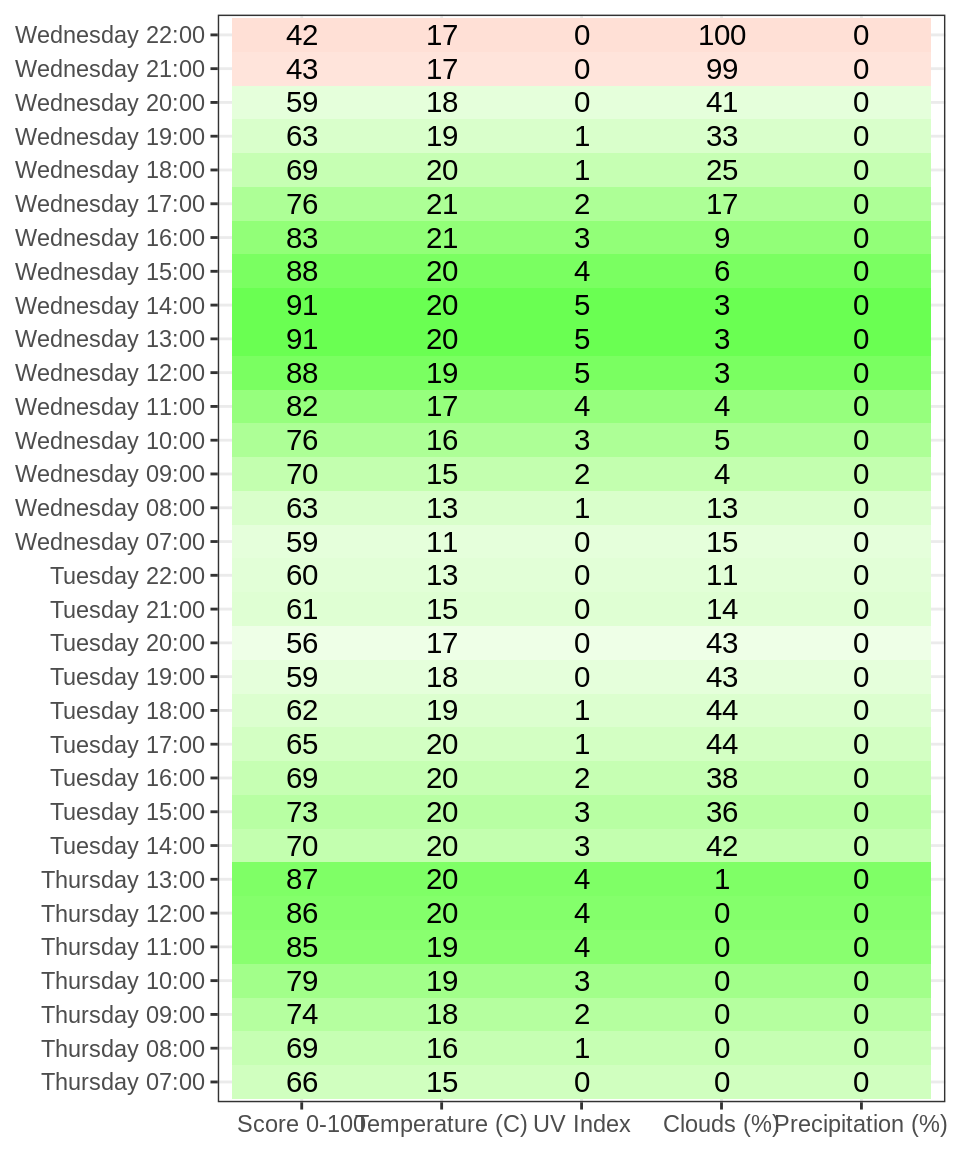 Wednesday 22:00 42 17 0 100 0
Wednesday 21:00 43 17 0 99 0
Wednesday 20:00 59 18 0 41 0
Wednesday 19:00 63 19 1 33 0
Wednesday 18:00 69 20 1 25 0
Wednesday 17:00 76 21 2 17 0
Wednesday 16:00 83 21 3 9 0
Wednesday 15:00 88 20 4 6 0
Wednesday 14:00 91 20 5 3 0
Wednesday 13:00 91 20 5 3 0
Wednesday 12:00 88 19 5 3 0
Wednesday 11:00 82 17 4 4 0
Wednesday 10:00 76 16 3 5 0
Wednesday 09:00 70 15 2 4 0
Wednesday 08:00 63 13 1 13 0
Wednesday 07:00 59 11 0 15 0
Tuesday 22:00 60 13 0 11 0
Tuesday 21:00 61 15 0 14 0
Tuesday 20:00 56 17 0 43 0
Tuesday 19:00 59 18 0 43 0
Tuesday 18:00 62 19 1 44 0
Tuesday 17:00 65 20 1 44 0
Tuesday 16:00 69 20 2 38 0
Tuesday 15:00 73 20 3 36 0
Tuesday 14:00 70 20 3 42 0
Thursday 13:00 87 20 4 1 0
Thursday 12:00 86 20 4 0 0
Thursday 11:00 85 19 4 0 0
Thursday 10:00 79 19 3 0 0
Thursday 09:00 74 18 2 0 0
Thursday 08:00 69 16 1 0 0
Thursday 07:00 66 15 0 0 0
Score 0-100 Temperature (C) UV Index Clouds (%) Precipitation (%)